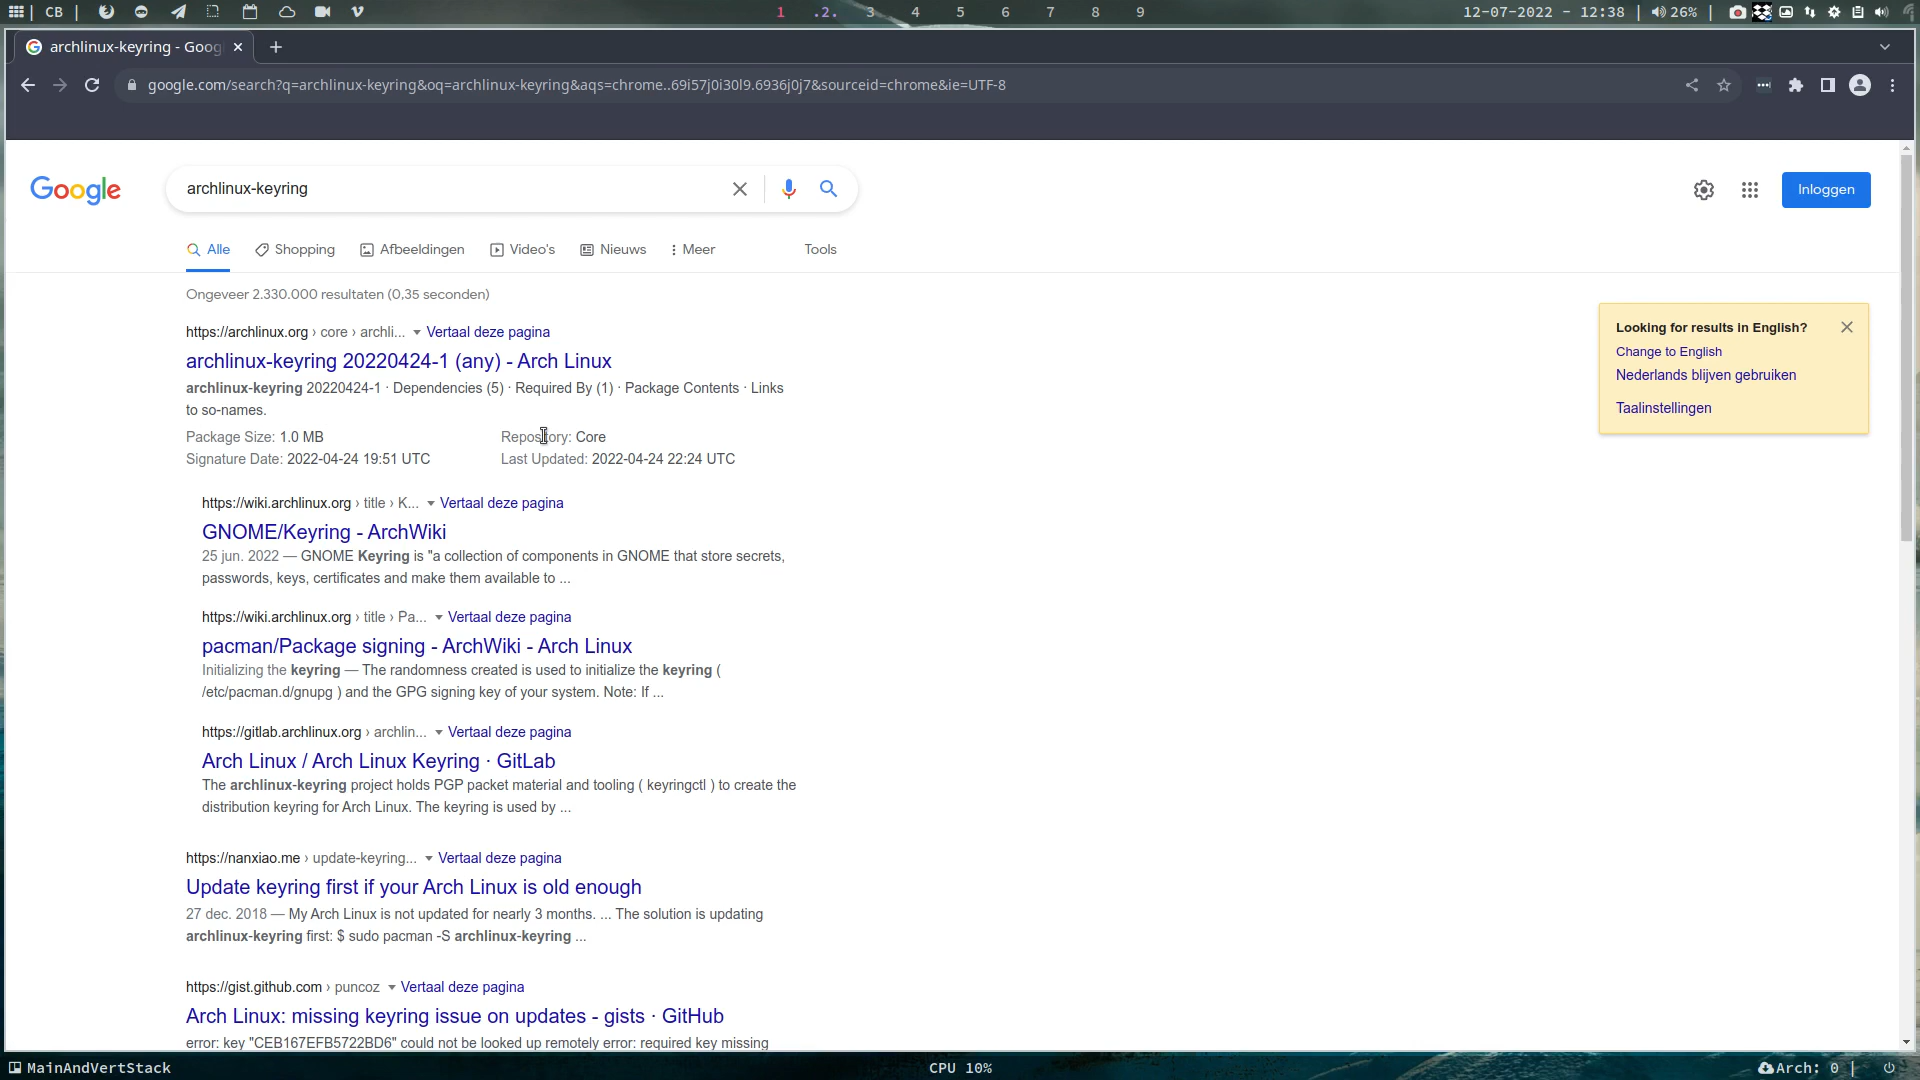 CB
1 .2. 3 4 5 6 7 8 9
12-07-2022 - 12:38 | 26% |
archlinux-keyring - Goog
google.com/search?q=archlinux-keyring&oq=archlinux-keyring&aqs=chrome..69i57j0i30l9.6936j0j7&sourceid=chrome&ie=UTF-8
Google
archlinux-keyring
Inloggen
Alle Shopping Afbeeldingen Video's Nieuws Meer Tools
Ongeveer 2.330.000 resultaten (0,35 seconden)
https://archlinux.org › core › archli... Vertaal deze pagina
archlinux-keyring 20220424-1 (any) - Arch Linux
archlinux-keyring 20220424-1 · Dependencies (5) · Required By (1) · Package Contents · Links
to so-names.
Package Size: 1.0 MB Repository: Core
Signature Date: 2022-04-24 19:51 UTC Last Updated: 2022-04-24 22:24 UTC
https://wiki.archlinux.org › title › K... Vertaal deze pagina
GNOME/Keyring - ArchWiki
25 jun. 2022 — GNOME Keyring is "a collection of components in GNOME that store secrets,
passwords, keys, certificates and make them available to ...
https://wiki.archlinux.org › title › Pa... Vertaal deze pagina
pacman/Package signing - ArchWiki - Arch Linux
Initializing the keyring — The randomness created is used to initialize the keyring (
/etc/pacman.d/gnupg ) and the GPG signing key of your system. Note: If ...
https://gitlab.archlinux.org › archlin... Vertaal deze pagina
Arch Linux / Arch Linux Keyring · GitLab
The archlinux-keyring project holds PGP packet material and tooling ( keyringctl ) to create the
distribution keyring for Arch Linux. The keyring is used by ...
https://nanxiao.me › update-keyring... Vertaal deze pagina
Update keyring first if your Arch Linux is old enough
27 dec. 2018 — My Arch Linux is not updated for nearly 3 months. ... The solution is updating
archlinux-keyring first: $ sudo pacman -S archlinux-keyring ...
https://gist.github.com › puncoz Vertaal deze pagina
Arch Linux: missing keyring issue on updates - gists · GitHub
error: key "CEB167EFB5722BD6" could not be looked up remotely error: required key missing
Looking for results in English?
Change to English
Nederlands blijven gebruiken
Taalinstellingen
MainAndVertStack
CPU 10%
Arch: 0 |